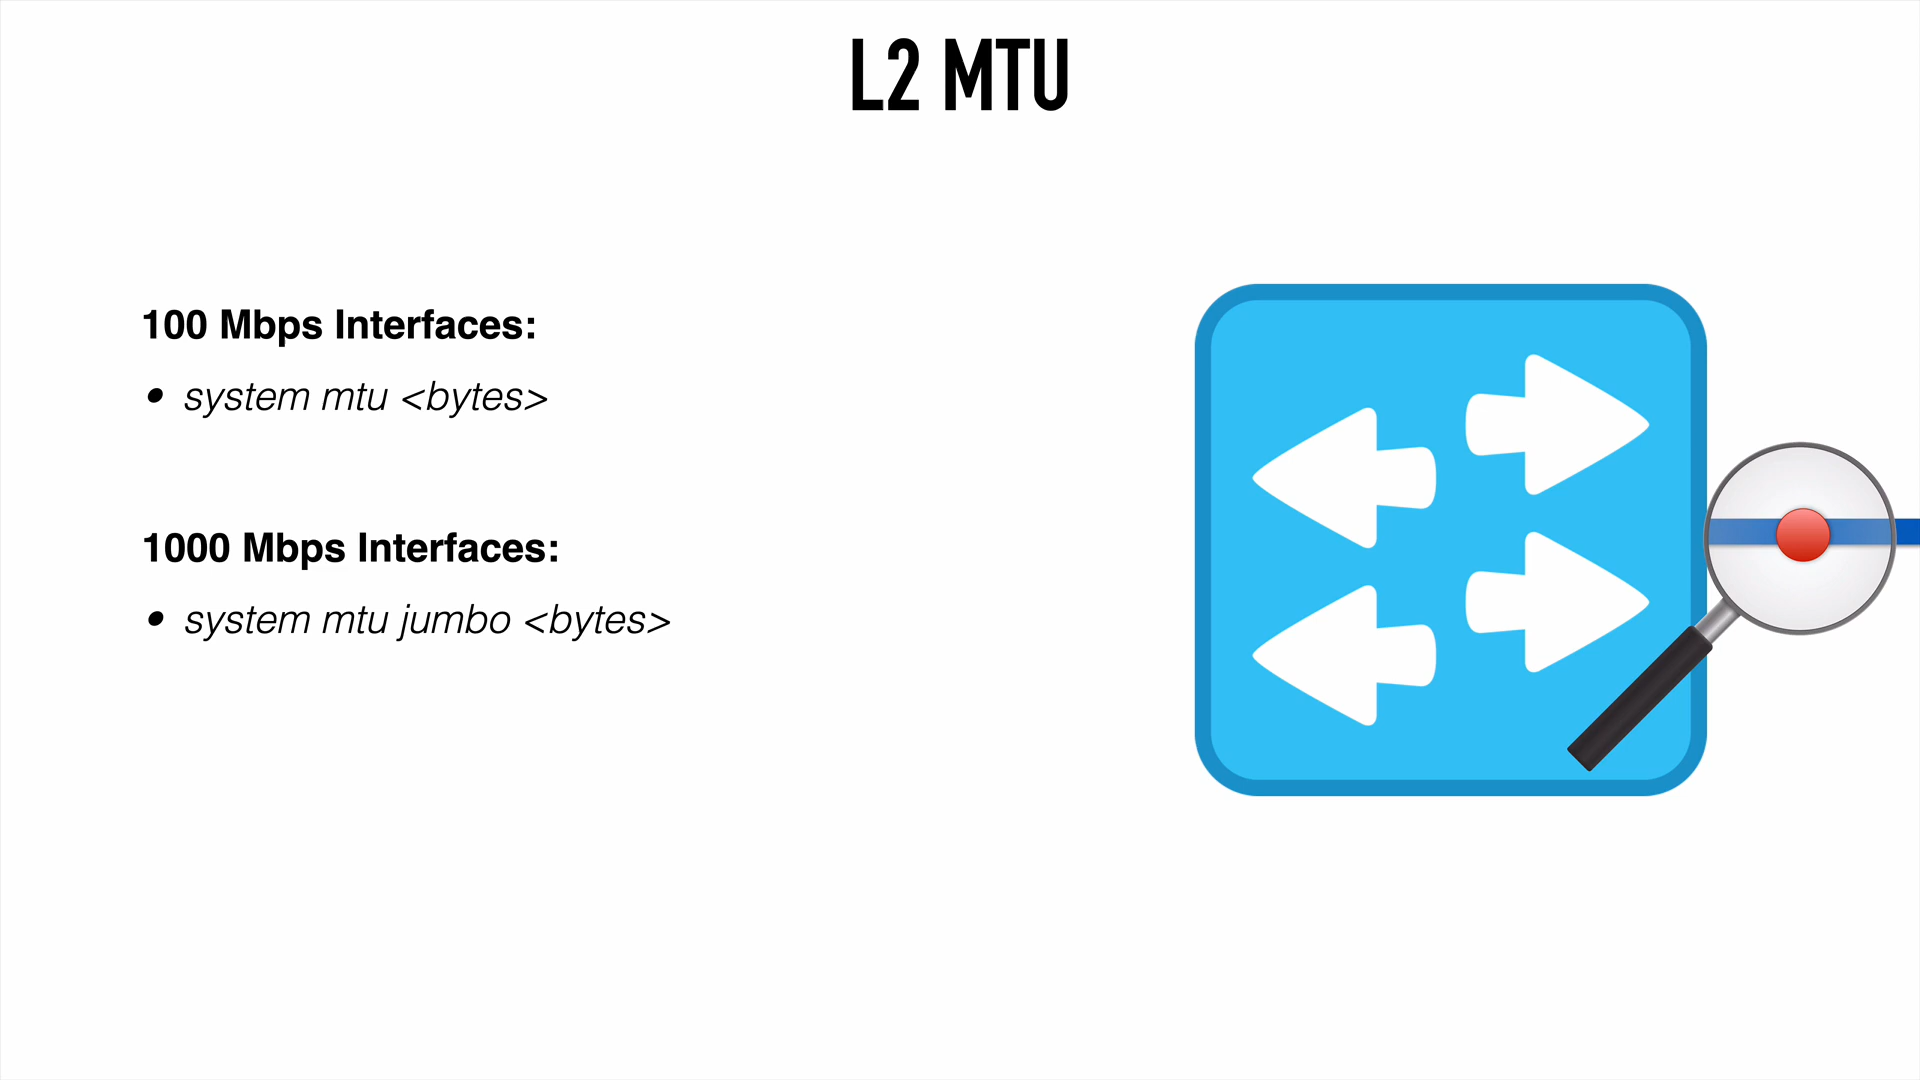 L2 MTU
100 Mbps Interfaces:
• system mtu <bytes>
1000 Mbps Interfaces:
• system mtu jumbo <bytes>